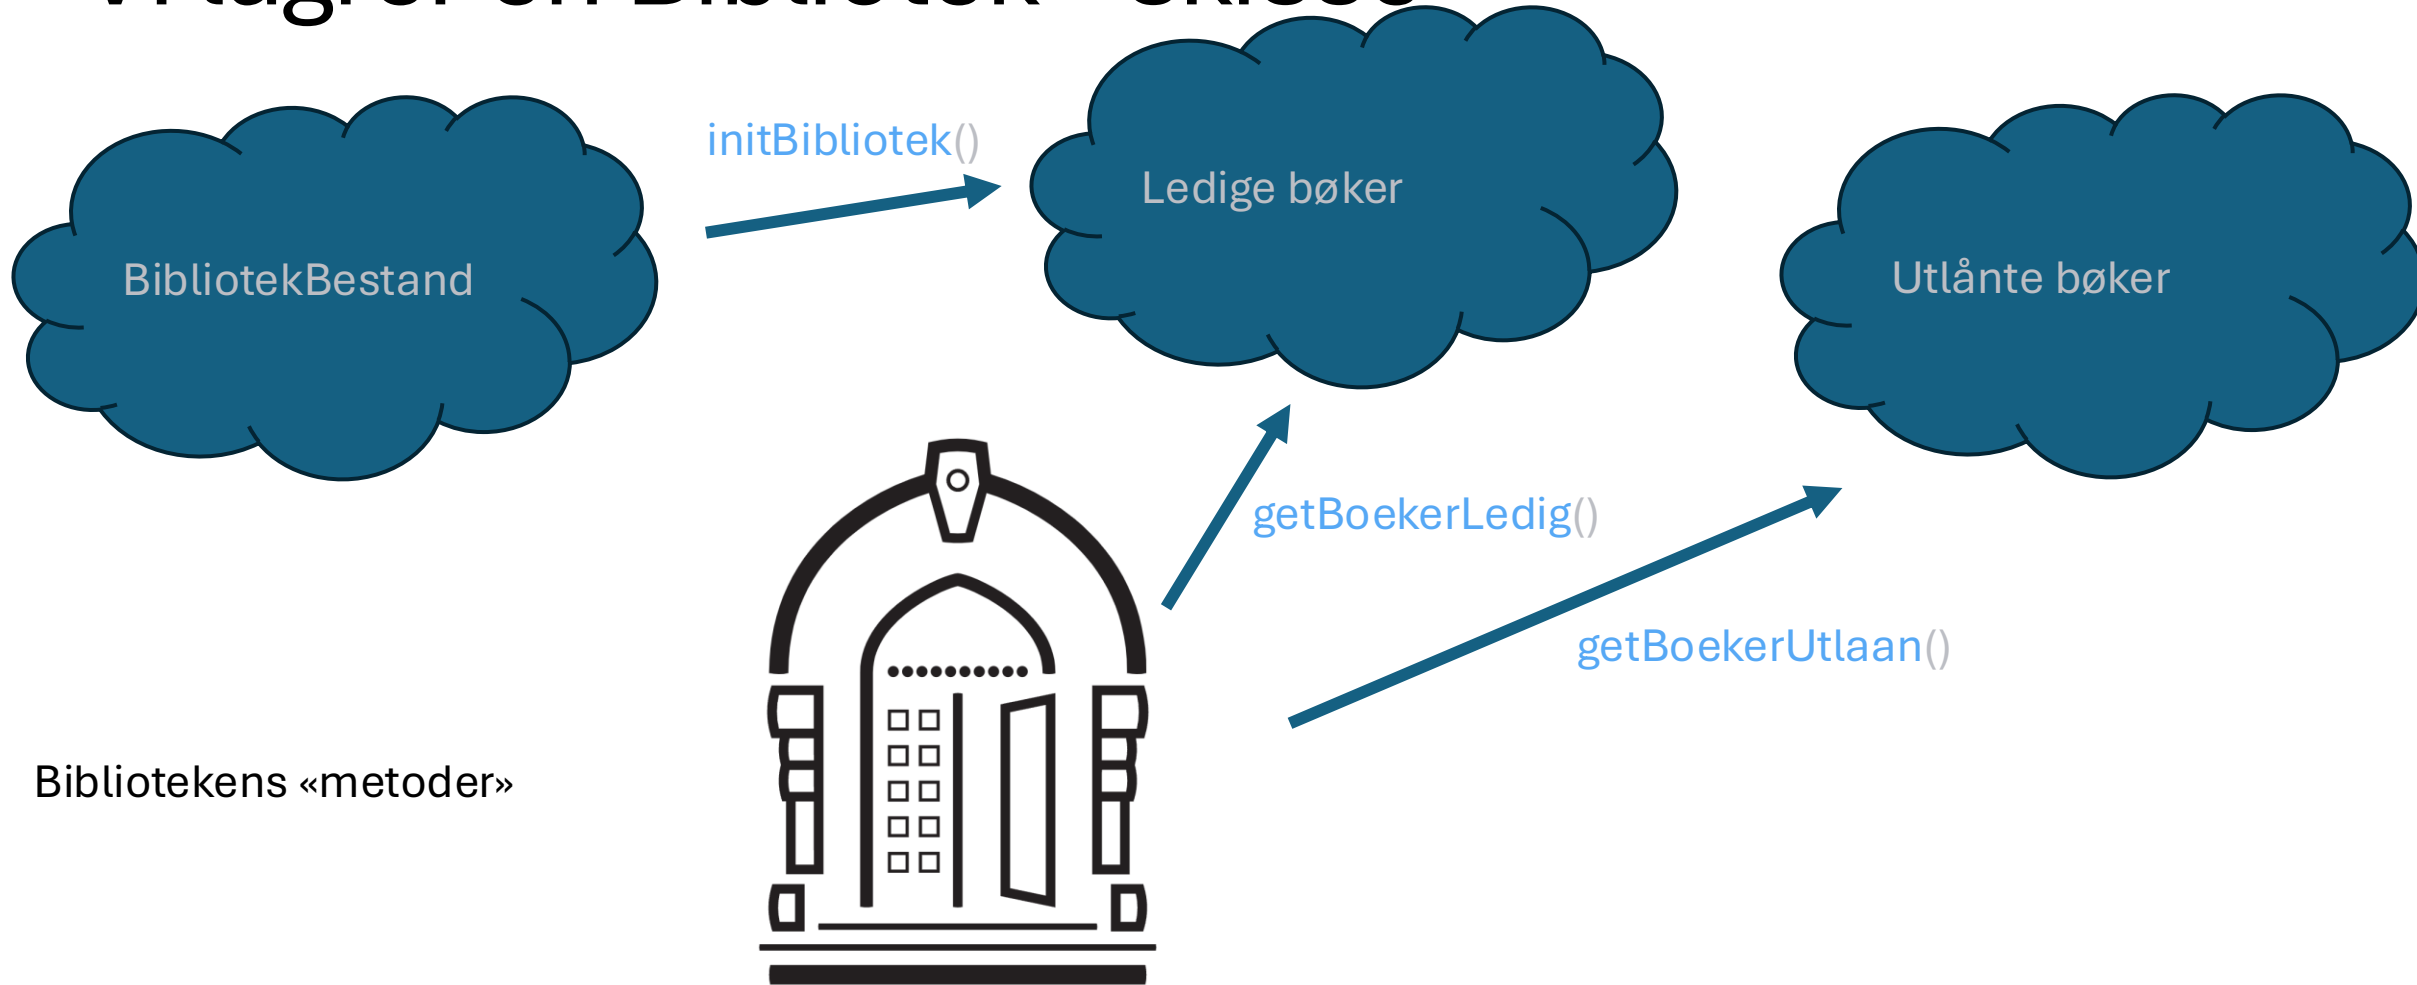 initBibliotek()
Ledige bøker
BibliotekBestand
Utlånte bøker
getBoekerLedig()
getBoekerUtlaan()
Bibliotekens «metoder»